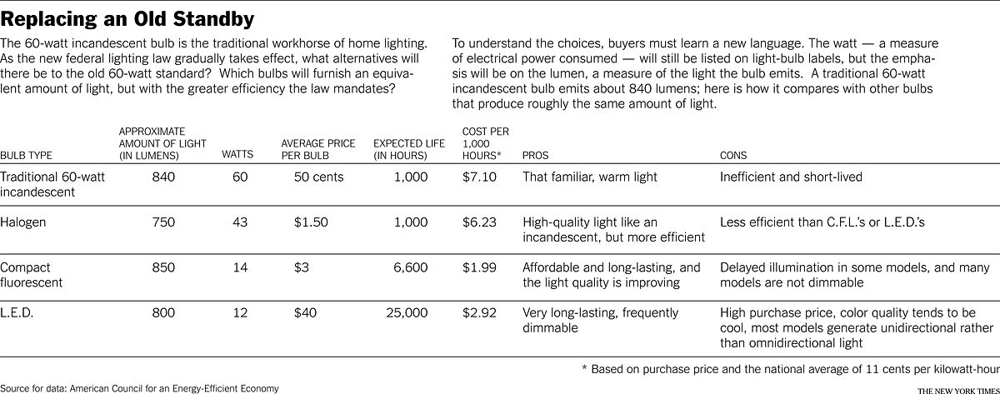 Replacing an Old Standby
The 60-watt incandescent bulb is the traditional workhorse of home lighting.
As the new federal lighting law gradually takes effect, what alternatives will
there be to the old 60-watt standard? Which bulbs will furnish an equiva-
lent amount of light, but with the greater efficiency the law mandates?
To understand the choices, buyers must learn a new language. The watt — a measure
of electrical power consumed — will still be listed on light-bulb labels, but the empha-
sis will be on the lumen, a measure of the light the bulb emits. A traditional 60-watt
incandescent bulb emits about 840 lumens; here is how it compares with other bulbs
that produce roughly the same amount of light.
BULB TYPE
APPROXIMATE
AMOUNT OF LIGHT
(IN LUMENS)
WATTS
AVERAGE PRICE
PER BULB
EXPECTED LIFE
(IN HOURS)
COST PER
1,000
HOURS*
PROS
CONS
Traditional 60-watt
incandescent
840
60
50 cents
1,000
$7.10
That familiar, warm light
Inefficient and short-lived
Halogen
750
43
$1.50
1,000
$6.23
High-quality light like an
incandescent, but more efficient
Less efficient than C.F.L.'s or L.E.D.'s
Compact
fluorescent
850
14
$3
6,600
$1.99
Affordable and long-lasting, and
the light quality is improving
Delayed illumination in some models, and many
models are not dimmable
L.E.D.
800
12
$40
25,000
$2.92
Very long-lasting, frequently
dimmable
High purchase price, color quality tends to be
cool, most models generate unidirectional rather
than omnidirectional light
* Based on purchase price and the national average of 11 cents per kilowatt-hour
Source for data: American Council for an Energy-Efficient Economy
THE NEW YORK TIMES